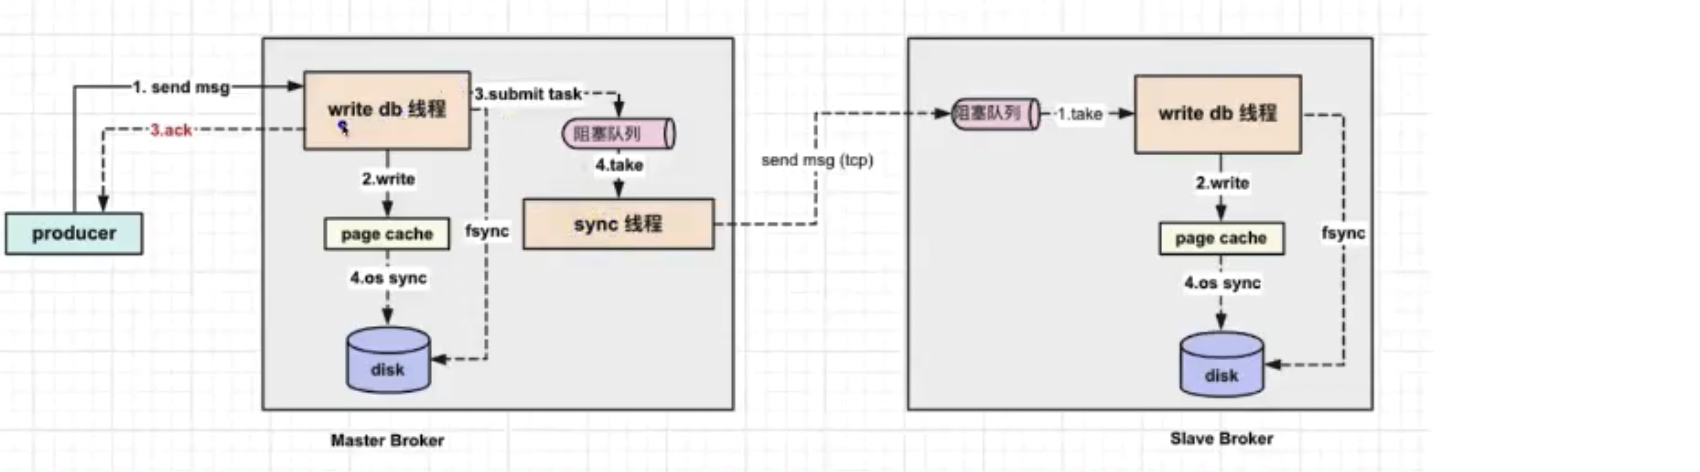 1. send msg
3.ack
producer
write db 线程
3.submit task
阻塞队列
4.take
sync 线程
2.write
page cache
fsync
4.os sync
disk
Master Broker
send msg (tcp)
阻塞队列
1.take
write db 线程
2.write
page cache
fsync
4.os sync
disk
Slave Broker